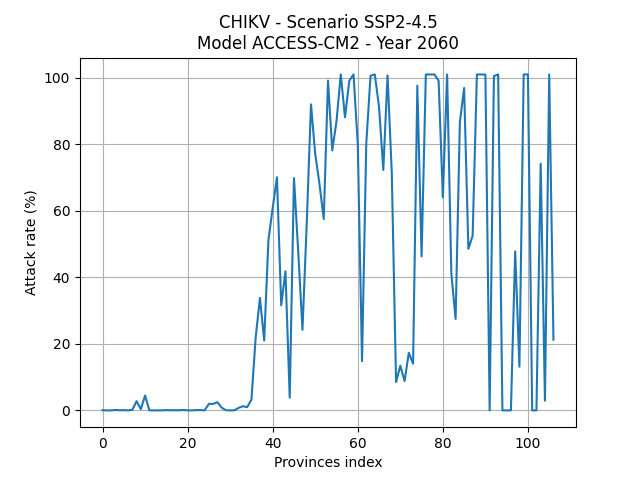 CHIKV - Scenario SSP2-4.5
Model ACCESS-CM2 - Year 2060
100
80
60
40
20
0
Attack rate (%)
0 20 40 60 80 100
Provinces index